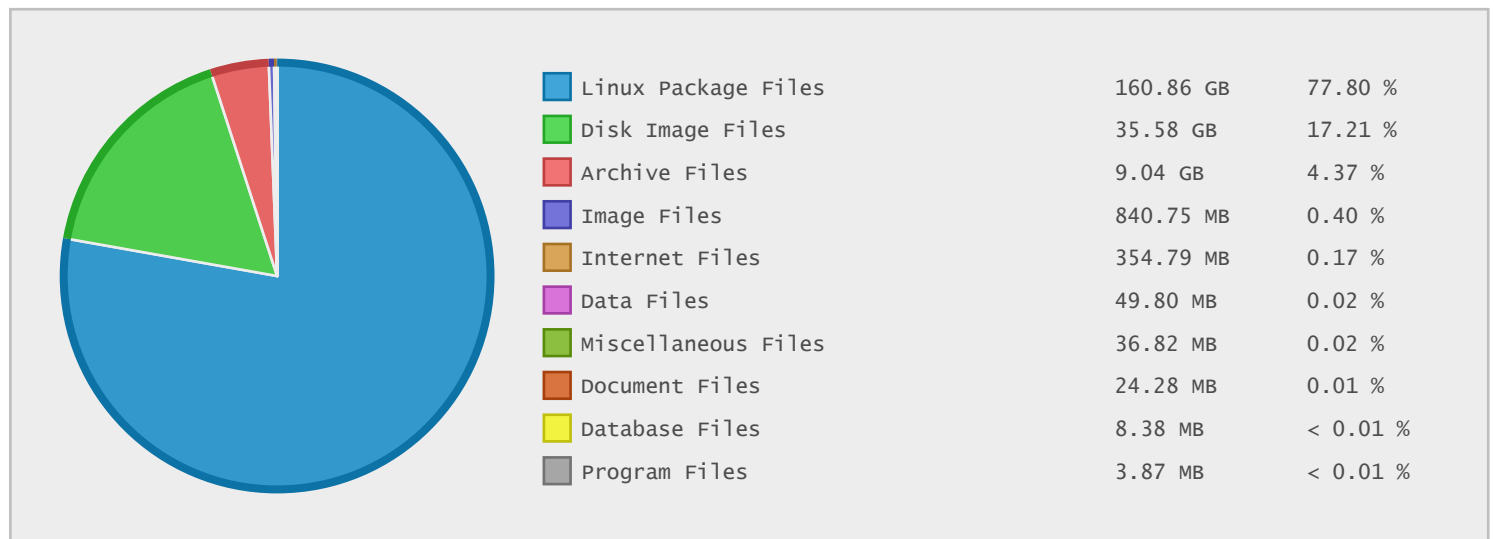 Linux Package Files 160.86 GB 77.80 %
Disk Image Files 35.58 GB 17.21 %
Archive Files 9.04 GB 4.37 %
Image Files 840.75 MB 0.40 %
Internet Files 354.79 MB 0.17 %
Data Files 49.80 MB 0.02 %
Miscellaneous Files 36.82 MB 0.02 %
Document Files 24.28 MB 0.01 %
Database Files 8.38 MB < 0.01 %
Program Files 3.87 MB < 0.01 %